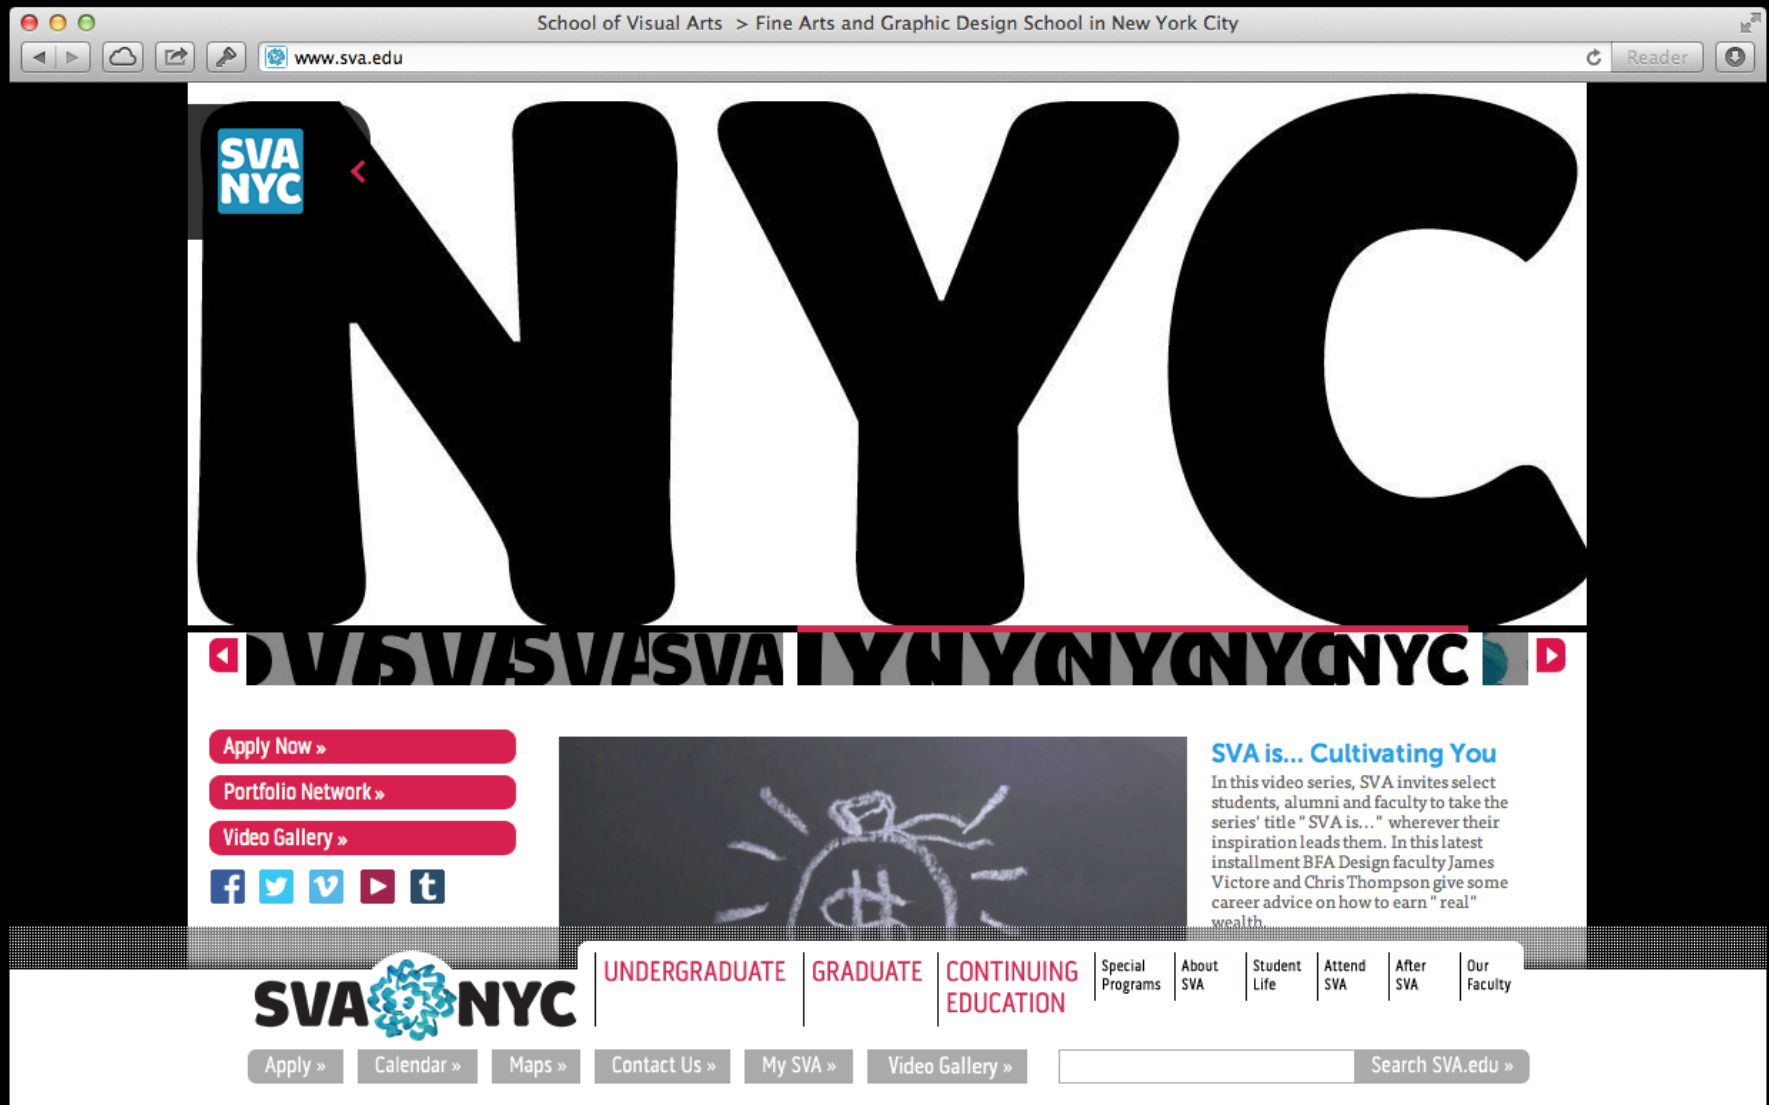 School of Visual Arts > Fine Arts and Graphic Design School in New York City
www.sva.edu
Reader
NYC
SVA
NYC
SVA SVA SVA NYC NYC NYC NYC
Apply Now »
Portfolio Network »
Video Gallery »
$
SVA is... Cultivating You
In this video series, SVA invites select
students, alumni and faculty to take the
series' title "SVA is..." wherever their
inspiration leads them. In this latest
installment BFA Design faculty James
Victore and Chris Thompson give some
career advice on how to earn "real"
wealth.
SVA NYC
UNDERGRADUATE
GRADUATE
CONTINUING
EDUCATION
Special
Programs
About
SVA
Student
Life
Attend
SVA
After
SVA
Our
Faculty
Apply »
Calendar »
Maps »
Contact Us »
My SVA »
Video Gallery »
Search SVA.edu »